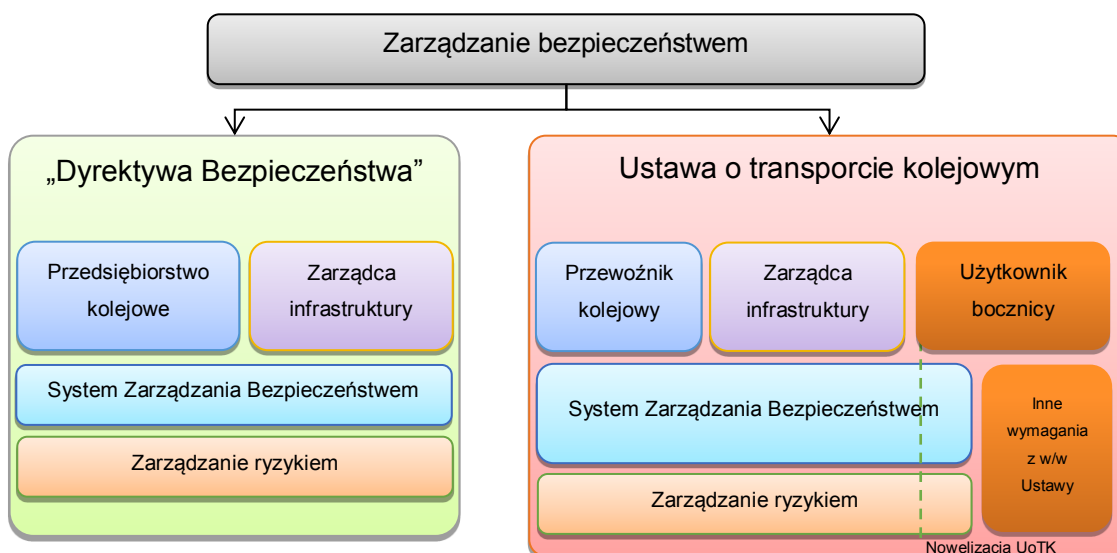 Zarządzanie bezpieczeństwem
„Dyrektywa Bezpieczeństwa”
Przedsiębiorstwo
kolejowe
Zarządca
infrastruktury
System Zarządzania Bezpieczeństwem
Zarządzanie ryzykiem
Ustawa o transporcie kolejowym
Przewoźnik
kolejowy
Zarządca
infrastruktury
Użytkownik
bocznicy
System Zarządzania Bezpieczeństwem
Zarządzanie ryzykiem
Inne
wymagania
z w/w
Ustawy
Nowelizacja UoTK